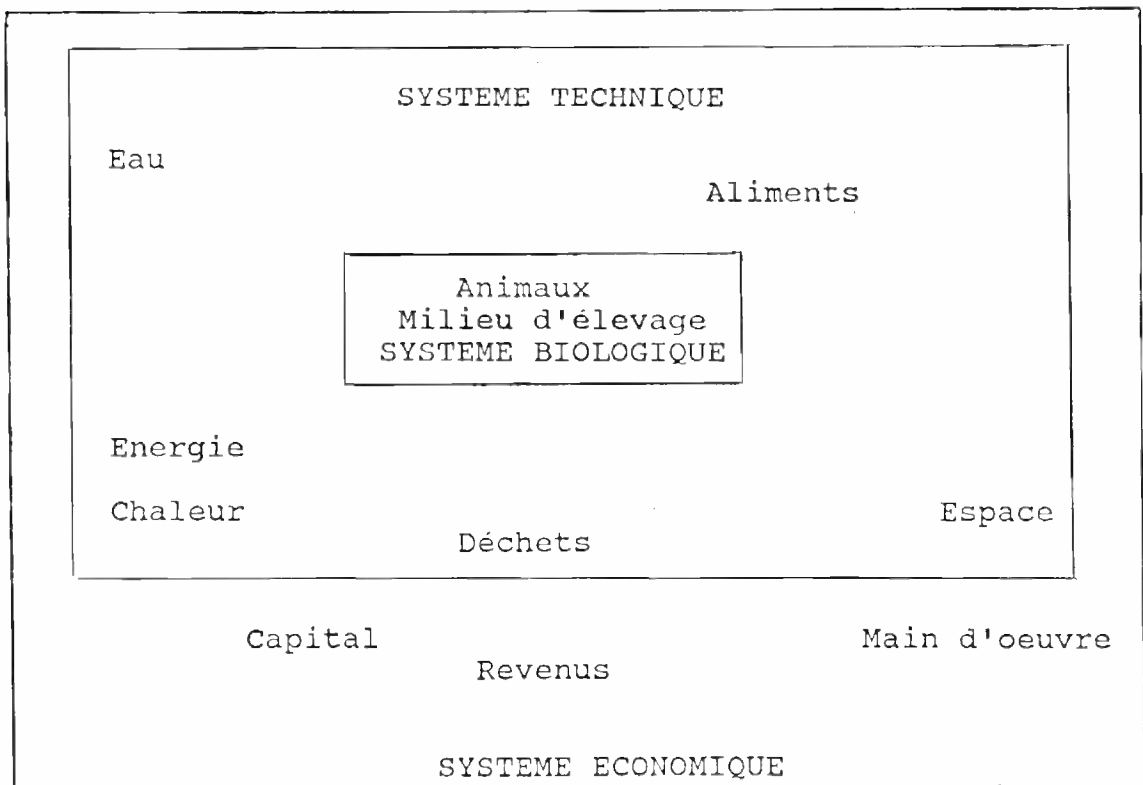 SYSTEME TECHNIQUE
Eau
Aliments
Animaux
Milieu d'élevage
SYSTEME BIOLOGIQUE
Energie
Chaleur Espace
Déchets
Capital Main d'oeuvre
Revenus
SYSTEME ECONOMIQUE